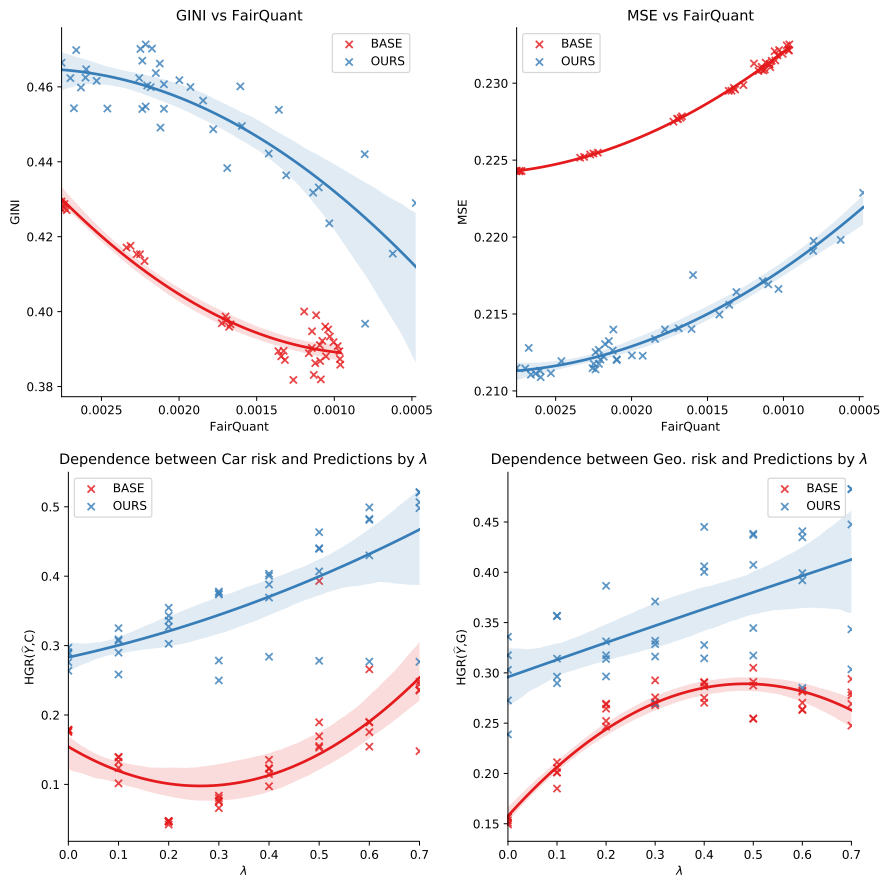 GINI vs FairQuant
BASE
OURS
0.46
0.44
0.42
0.40
0.38
GINI
0.0025
0.0020
0.0015
0.0010
0.0005
FairQuant
MSE vs FairQuant
BASE
OURS
0.230
0.225
0.220
0.215
0.210
MSE
0.0025
0.0020
0.0015
0.0010
0.0005
FairQuant
Dependence between Car risk and Predictions by λ
BASE
OURS
0.5
0.4
0.3
0.2
0.1
HGR(Ŷ,C)
0.0
0.1
0.2
0.3
0.4
0.5
0.6
0.7
λ
Dependence between Geo. risk and Predictions by λ
BASE
OURS
0.45
0.40
0.35
0.30
0.25
0.20
0.15
HGR(Ŷ,G)
0.0
0.1
0.2
0.3
0.4
0.5
0.6
0.7
λ